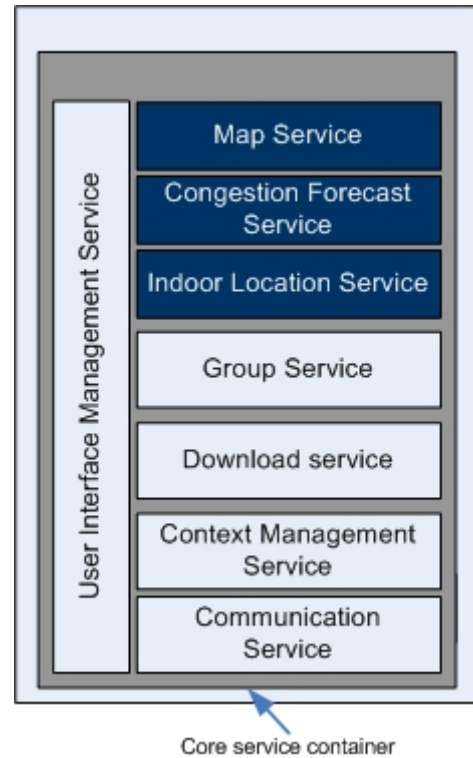 User Interface Management Service
Map Service
Congestion Forecast
Service
Indoor Location Service
Group Service
Download service
Context Management
Service
Communication
Service
Core service container